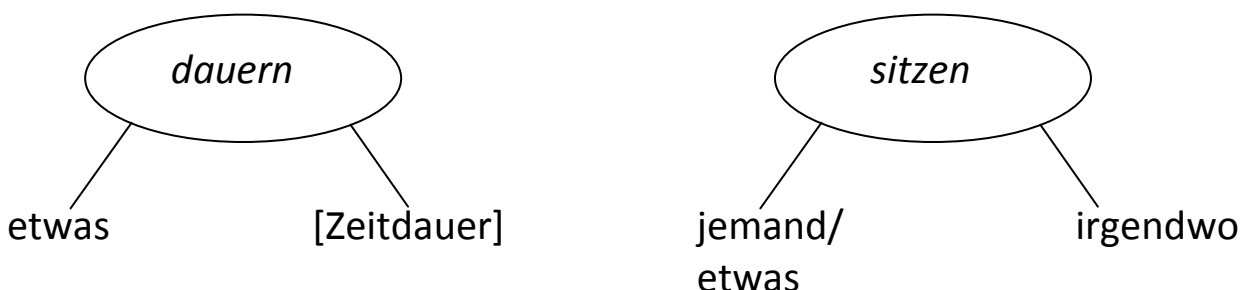 dauern
sitzen
etwas
[Zeitdauer]
jemand/
etwas
irgendwo